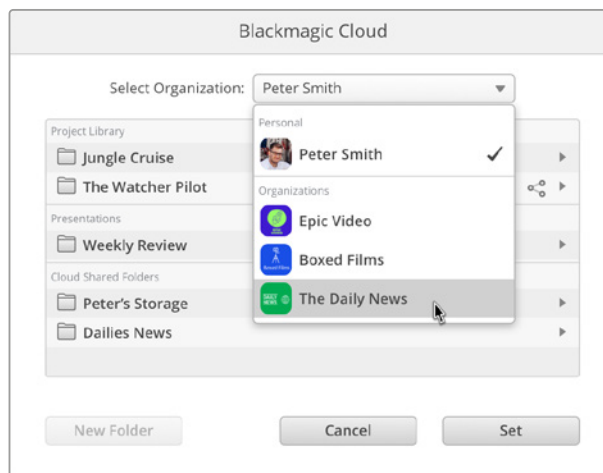 Blackmagic Cloud
Select Organization: Peter Smith
Personal
Peter Smith
Organizations
Epic Video
Boxed Films
The Daily News
Project Library
Jungle Cruise
The Watcher Pilot
Presentations
Weekly Review
Cloud Shared Folders
Peter's Storage
Dailies News
New Folder Cancel Set